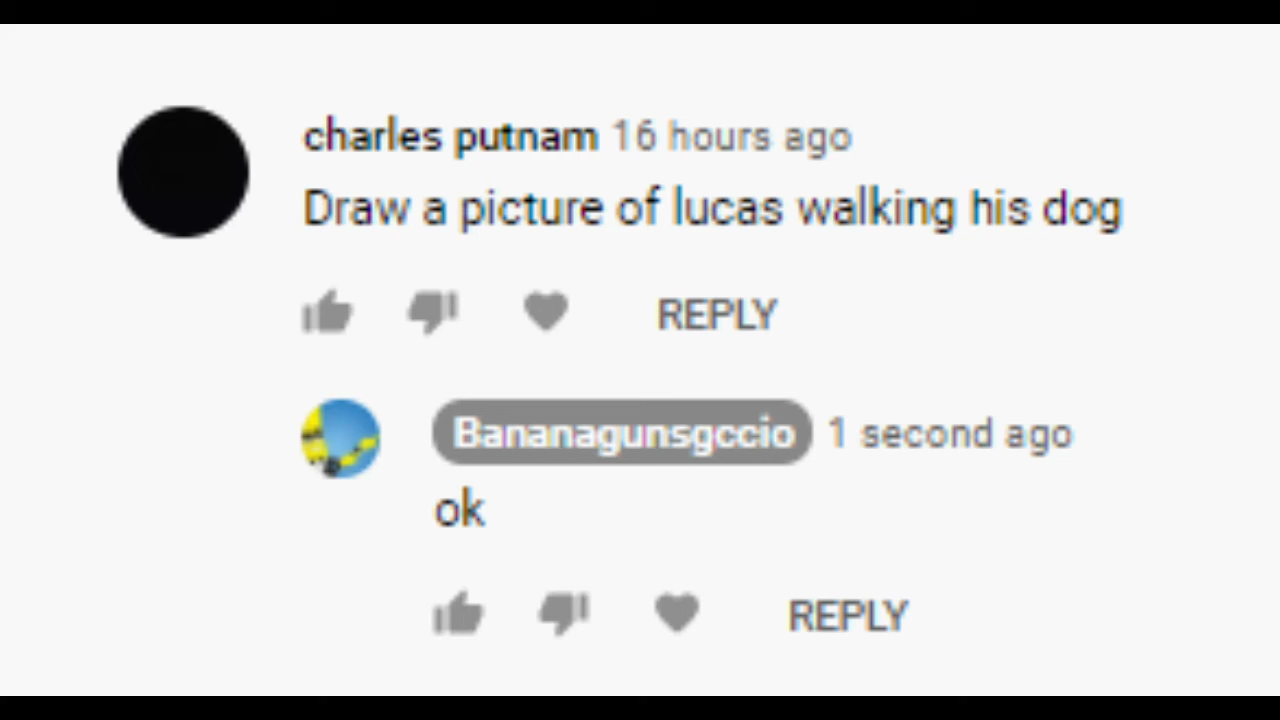 charles putnam 16 hours ago
Draw a picture of lucas walking his dog
REPLY
Bananagunsgccio 1 second ago
ok
REPLY